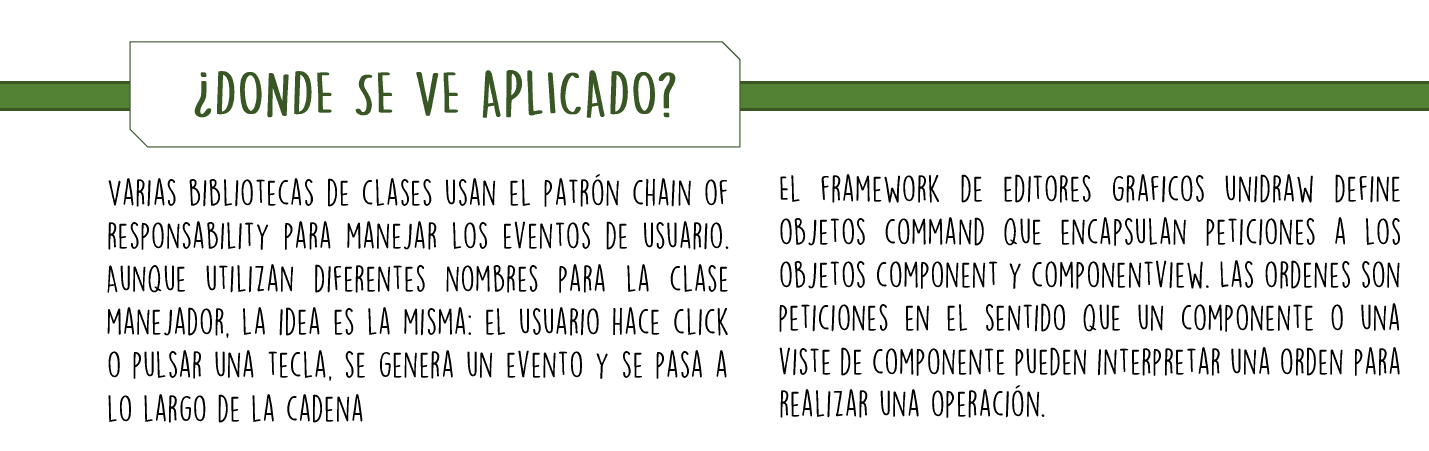 ¿DONDE SE VE APLICADO?
VARIAS BIBLIOTECAS DE CLASES USAN EL PATRÓN CHAIN OF
RESPONSABILITY PARA MANEJAR LOS EVENTOS DE USUARIO.
AUNQUE UTILIZAN DIFERENTES NOMBRES PARA LA CLASE
MANEJADOR, LA IDEA ES LA MISMA: EL USUARIO HACE CLICK
O PULSAR UNA TECLA, SE GENERA UN EVENTO Y SE PASA A
LO LARGO DE LA CADENA
EL FRAMEWORK DE EDITORES GRAFICOS UNIDRAW DEFINE
OBJETOS COMMAND QUE ENCAPSULAN PETICIONES A LOS
OBJETOS COMPONENT Y COMPONENTVIEW. LAS ORDENES SON
PETICIONES EN EL SENTIDO QUE UN COMPONENTE O UNA
VISTE DE COMPONENTE PUEDEN INTERPRETAR UNA ORDEN PARA
REALIZAR UNA OPERACIÓN.